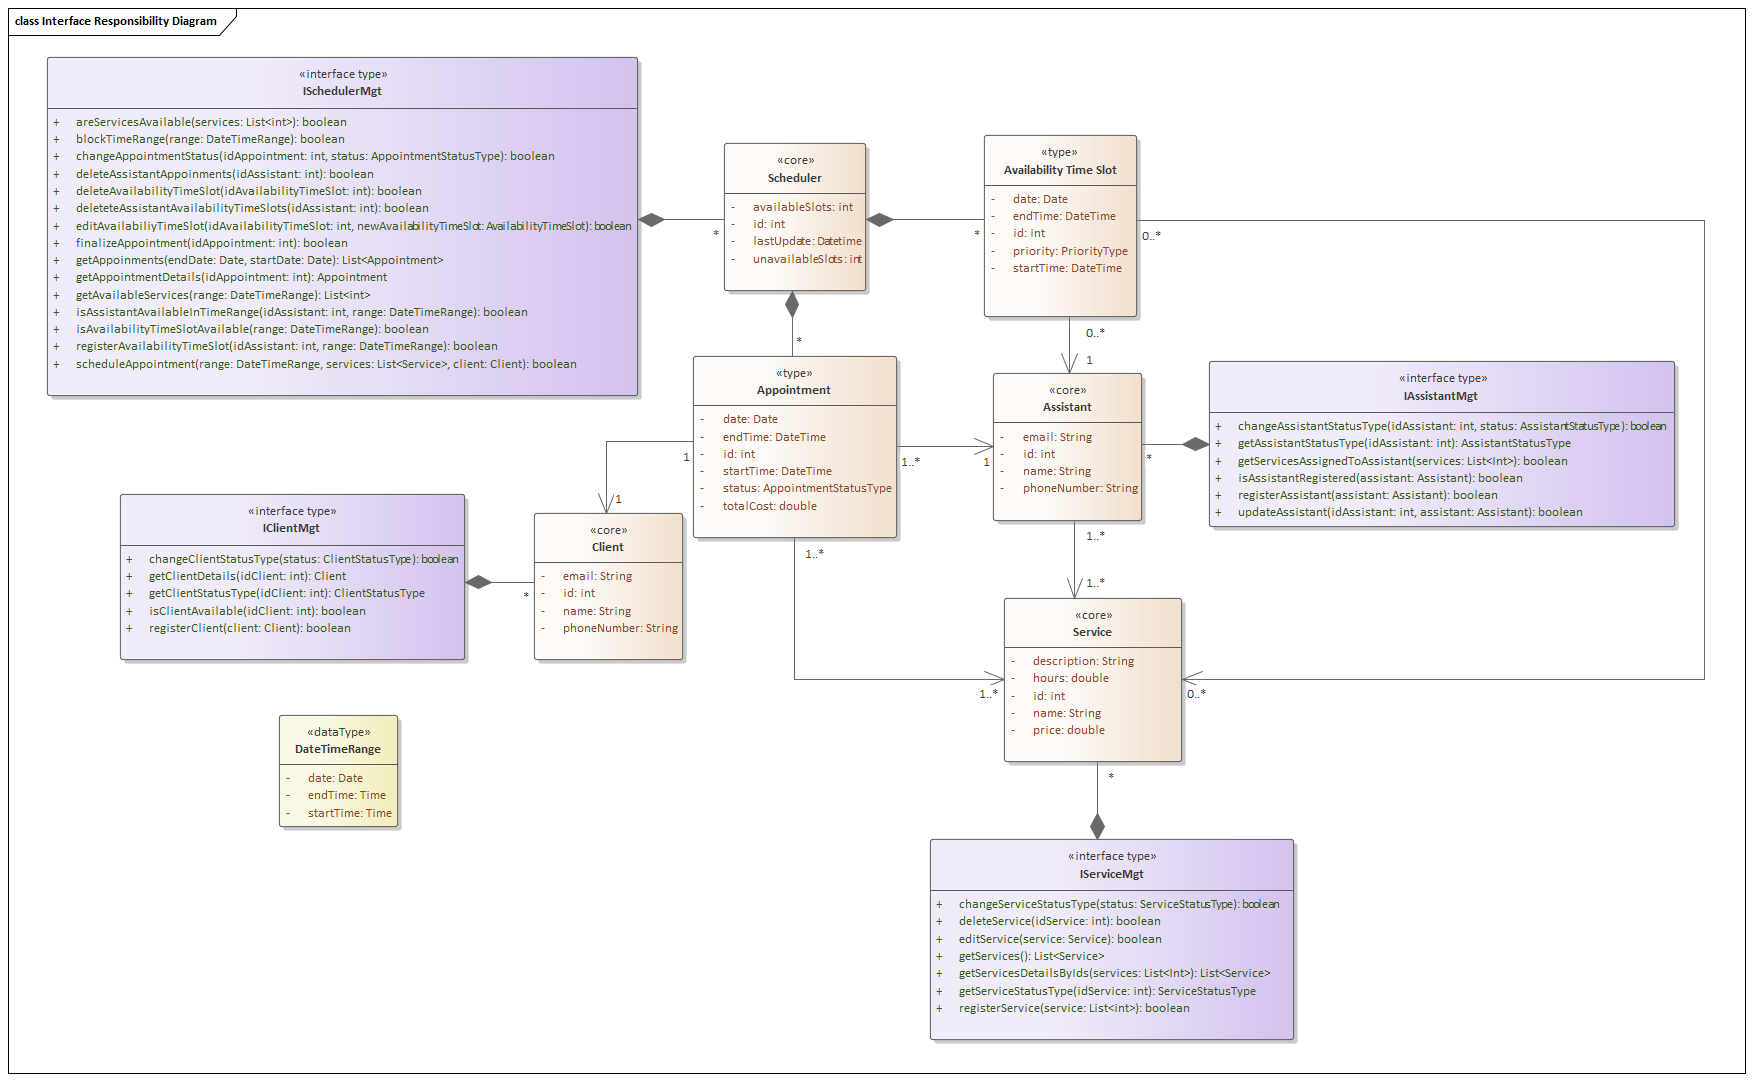 class Interface Responsibility Diagram
«interface type»
ISchedulerMgt
+ areServicesAvailable(services: List<int>): boolean
+ blockTimeRange(range: DateTimeRange): boolean
+ changeAppointmentStatus(idAppointment: int, status: AppointmentStatusType): boolean
+ deleteAssistantAppoinments(idAssistant: int): boolean
+ deleteAvailabilityTimeSlot(idAvailabilityTimeSlot: int): boolean
+ deleteteAssistantAvailabilityTimeSlots(idAssistant: int): boolean
+ editAvailabiliyTimeSlot(idAvailabilityTimeSlot: int, newAvailabilityTimeSlot: AvailabilityTimeSlot): boolean
+ finalizeAppointment(idAppointment: int): boolean
+ getAppoinments(endDate: Date, startDate: Date): List<Appointment>
+ getAppointmentDetails(idAppointment: int): Appointment
+ getAvailableServices(range: DateTimeRange): List<int>
+ isAssistantAvailableInTimeRange(idAssistant: int, range: DateTimeRange): boolean
+ isAvailabilityTimeSlotAvailable(range: DateTimeRange): boolean
+ registerAvailabilityTimeSlot(idAssistant: int, range: DateTimeRange): boolean
+ scheduleAppointment(range: DateTimeRange, services: List<Service>, client: Client): boolean
*
«core»
Scheduler
- availableSlots: int
- id: int
- lastUpdate: Datetime
- unavailableSlots: int
*
*
«type»
Availability Time Slot
- date: Date
- endTime: DateTime
- id: int
- priority: PriorityType
- startTime: DateTime
0..*
0..*
1
«type»
Appointment
- date: Date
- endTime: DateTime
- id: int
- startTime: DateTime
- status: AppointmentStatusType
- totalCost: double
1
1
1..*
1
1..*
1..*
«core»
Assistant
- email: String
- id: int
- name: String
- phoneNumber: String
*
1..*
1..*
«interface type»
IAssistantMgt
+ changeAssistantStatusType(idAssistant: int, status: AssistantStatusType): boolean
+ getAssistantStatusType(idAssistant: int): AssistantStatusType
+ getServicesAssignedToAssistant(services: List<Int>): boolean
+ isAssistantRegistered(assistant: Assistant): boolean
+ registerAssistant(assistant: Assistant): boolean
+ updateAssistant(idAssistant: int, assistant: Assistant): boolean
«interface type»
IClientMgt
+ changeClientStatusType(status: ClientStatusType): boolean
+ getClientDetails(idClient: int): Client
+ getClientStatusType(idClient: int): ClientStatusType
+ isClientAvailable(idClient: int): boolean
+ registerClient(client: Client): boolean
*
«core»
Client
- email: String
- id: int
- name: String
- phoneNumber: String
«core»
Service
- description: String
- hours: double
- id: int
- name: String
- price: double
0..*
*
«dataType»
DateTimeRange
- date: Date
- endTime: Time
- startTime: Time
«interface type»
IServiceMgt
+ changeServiceStatusType(status: ServiceStatusType): boolean
+ deleteService(idService: int): boolean
+ editService(service: Service): boolean
+ getServices(): List<Service>
+ getServicesDetailsByIds(services: List<Int>): List<Service>
+ getServiceStatusType(idService: int): ServiceStatusType
+ registerService(service: List<int>): boolean